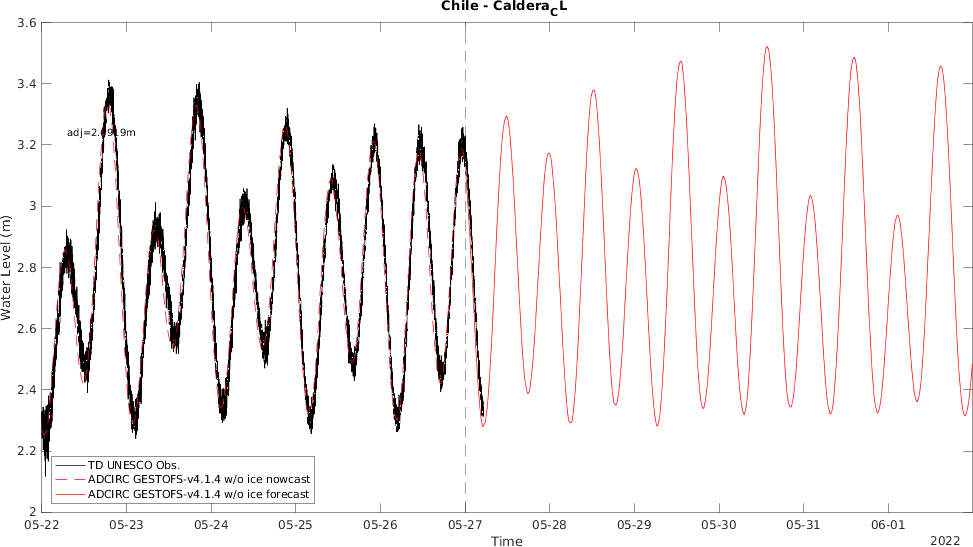 Chile - Caldera_CL
3.6
3.4
adj=2.0919m
3.2
3
2.8
2.6
2.4
2.2
2
Water Level (m)
TD UNESCO Obs.
ADCIRC GESTOFS-v4.1.4 w/o ice nowcast
ADCIRC GESTOFS-v4.1.4 w/o ice forecast
05-22 05-23 05-24 05-25 05-26 05-27 05-28 05-29 05-30 05-31 06-01
Time
2022